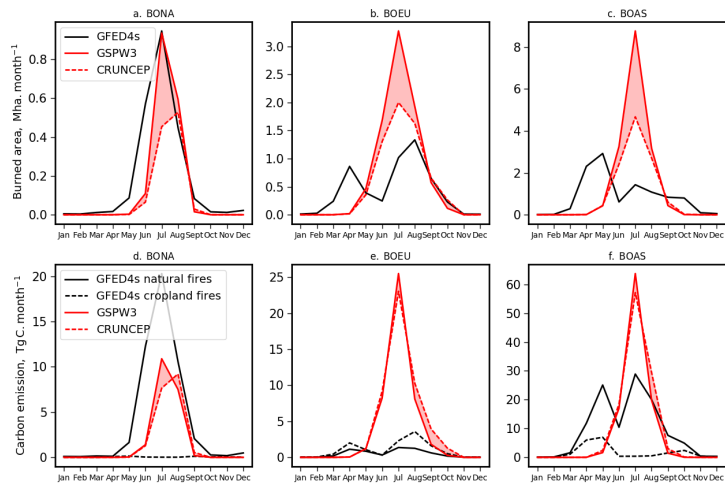 a. BONA
b. BOEU
c. BOAS
Burned area, Mha. month⁻¹
0.8
0.6
0.4
0.2
0.0
GFED4s
GSPW3
CRUNCEP
3.0
2.5
2.0
1.5
1.0
0.5
0.0
8
6
4
2
0
Jan Feb Mar Apr May Jun Jul Aug Sept Oct Nov Dec
Jan Feb Mar Apr May Jun Jul Aug Sept Oct Nov Dec
Jan Feb Mar Apr May Jun Jul Aug Sept Oct Nov Dec
d. BONA
e. BOEU
f. BOAS
Carbon emission, Tg C. month⁻¹
20
15
10
5
0
GFED4s natural fires
GFED4s cropland fires
GSPW3
CRUNCEP
25
20
15
10
5
0
60
50
40
30
20
10
0
Jan Feb Mar Apr May Jun Jul Aug Sept Oct Nov Dec
Jan Feb Mar Apr May Jun Jul Aug Sept Oct Nov Dec
Jan Feb Mar Apr May Jun Jul Aug Sept Oct Nov Dec